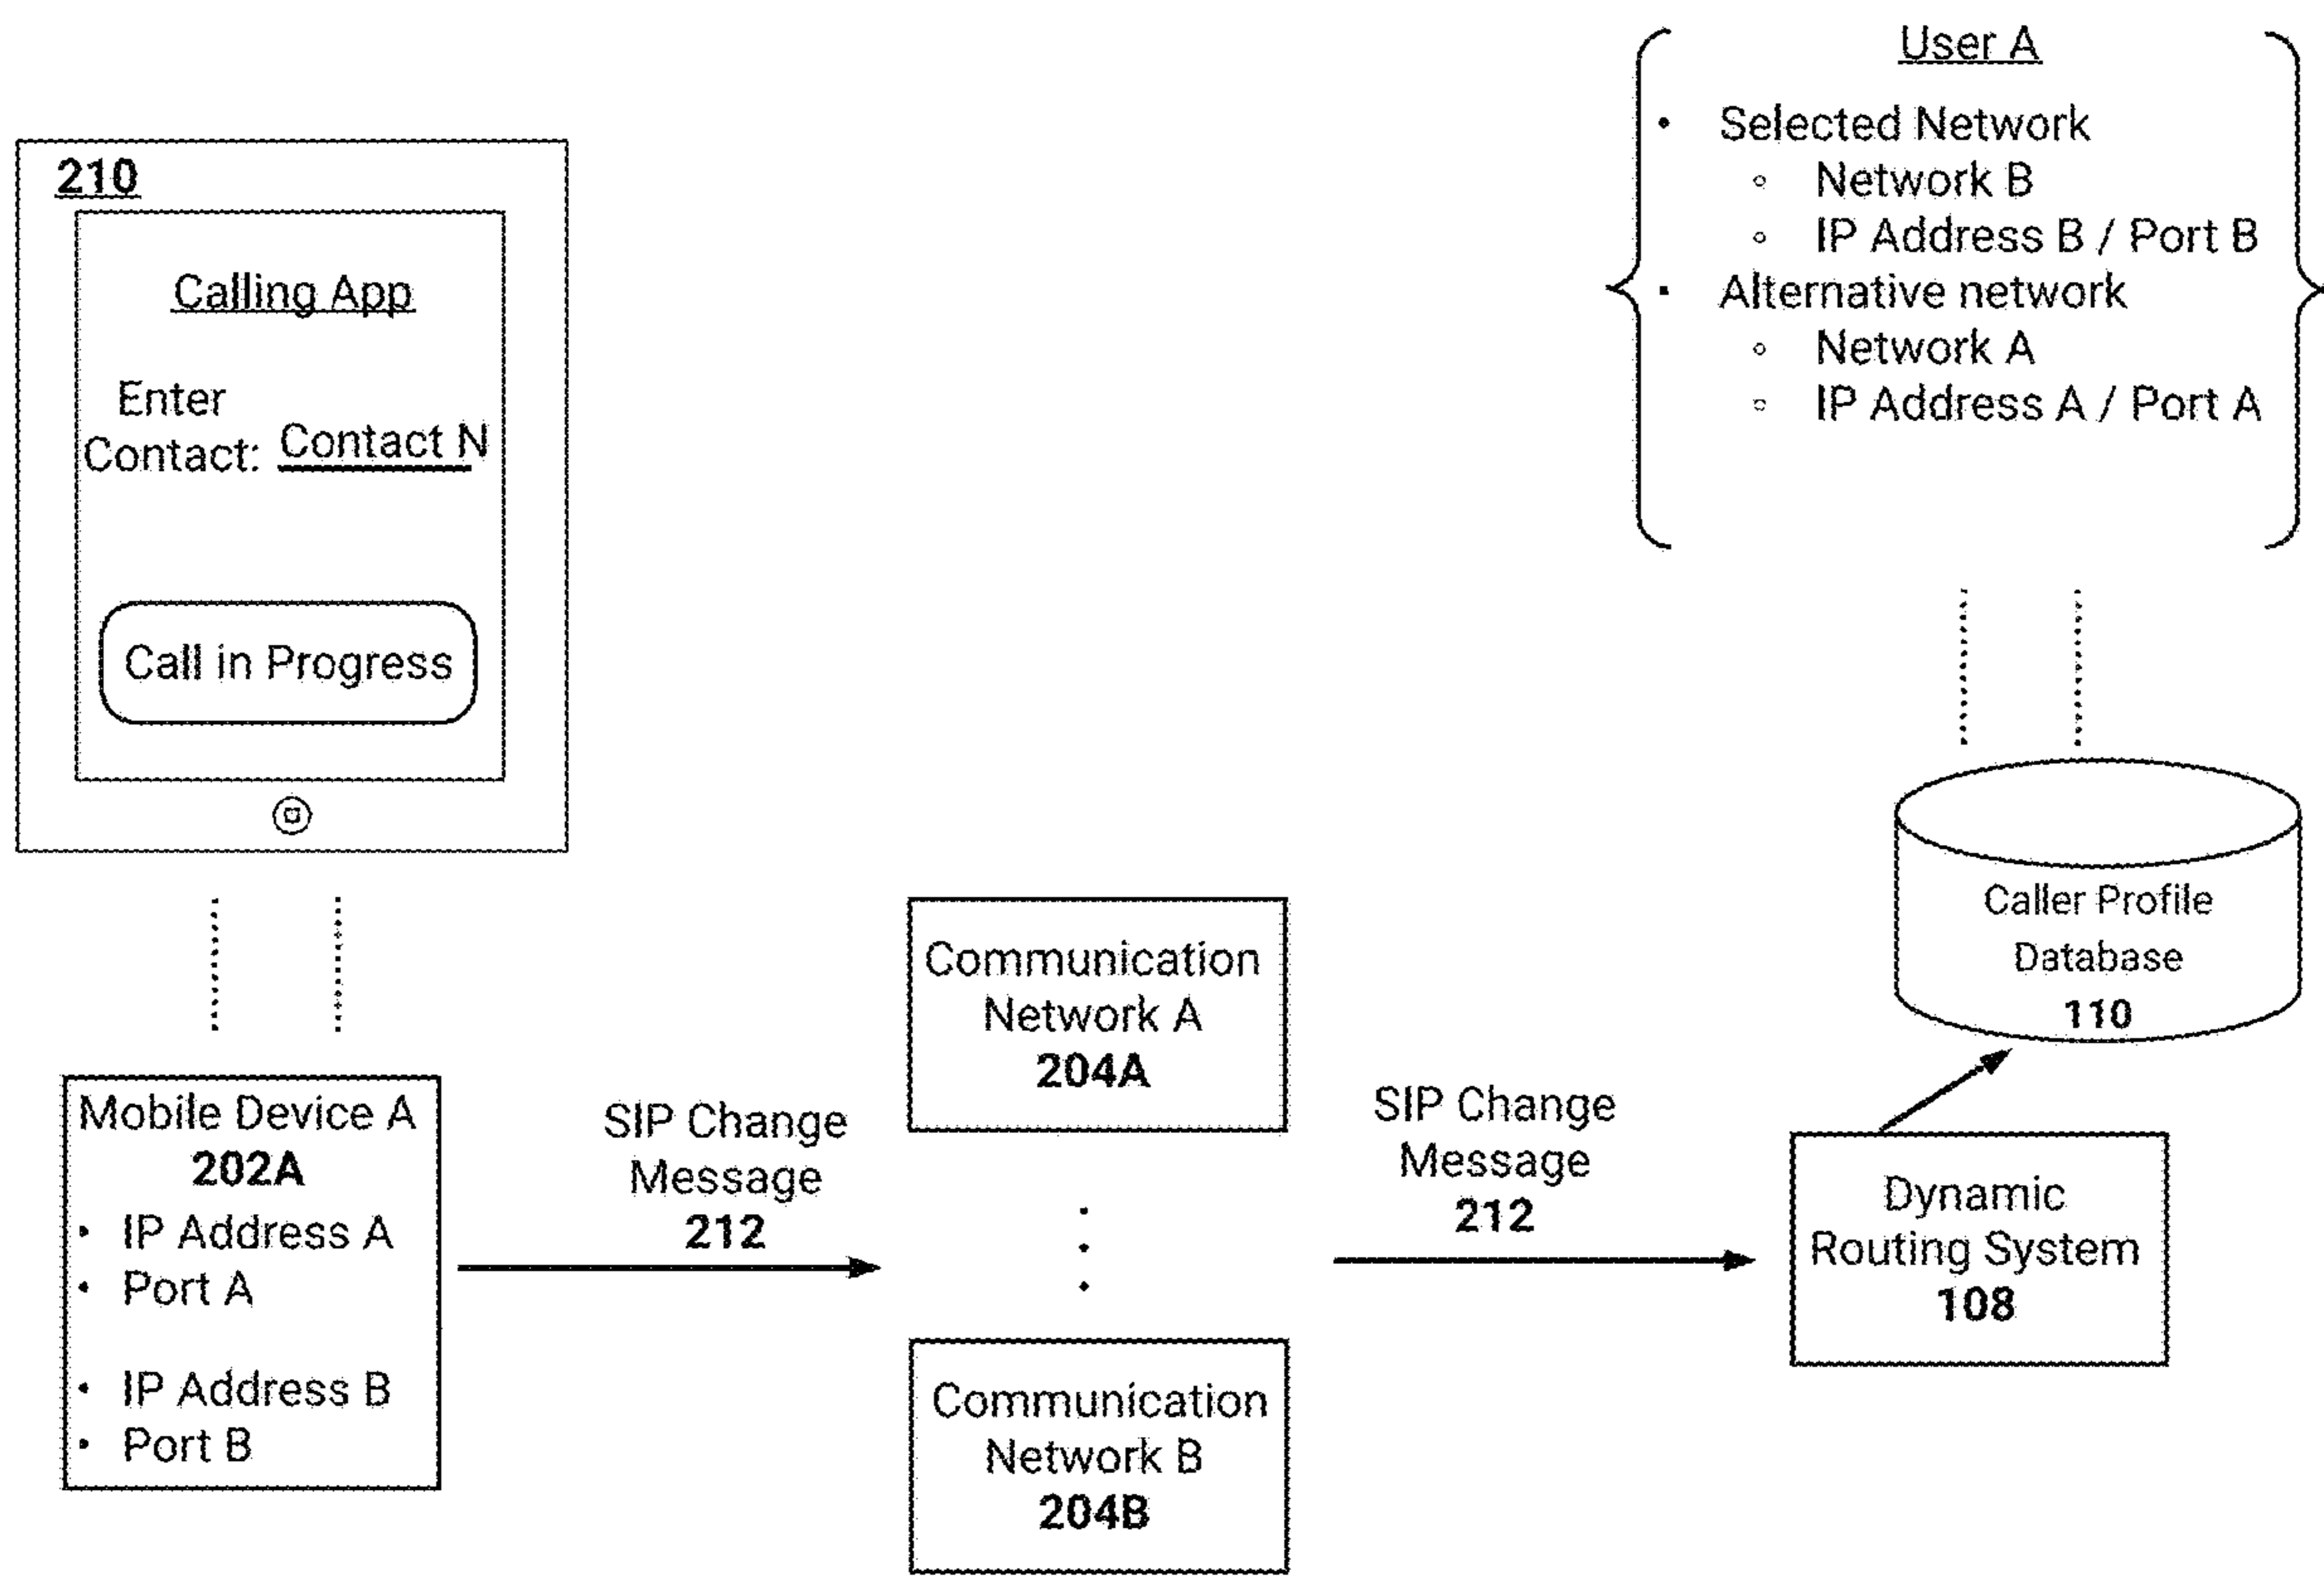 210
Calling App
Enter
Contact: Contact N
Call in Progress
User A
• Selected Network
◦ Network B
◦ IP Address B / Port B
• Alternative network
◦ Network A
◦ IP Address A / Port A
Mobile Device A
202A
• IP Address A
• Port A
• IP Address B
• Port B
SIP Change
Message
212
Communication
Network A
204A
Communication
Network B
204B
SIP Change
Message
212
Dynamic
Routing System
108
Caller Profile
Database
110